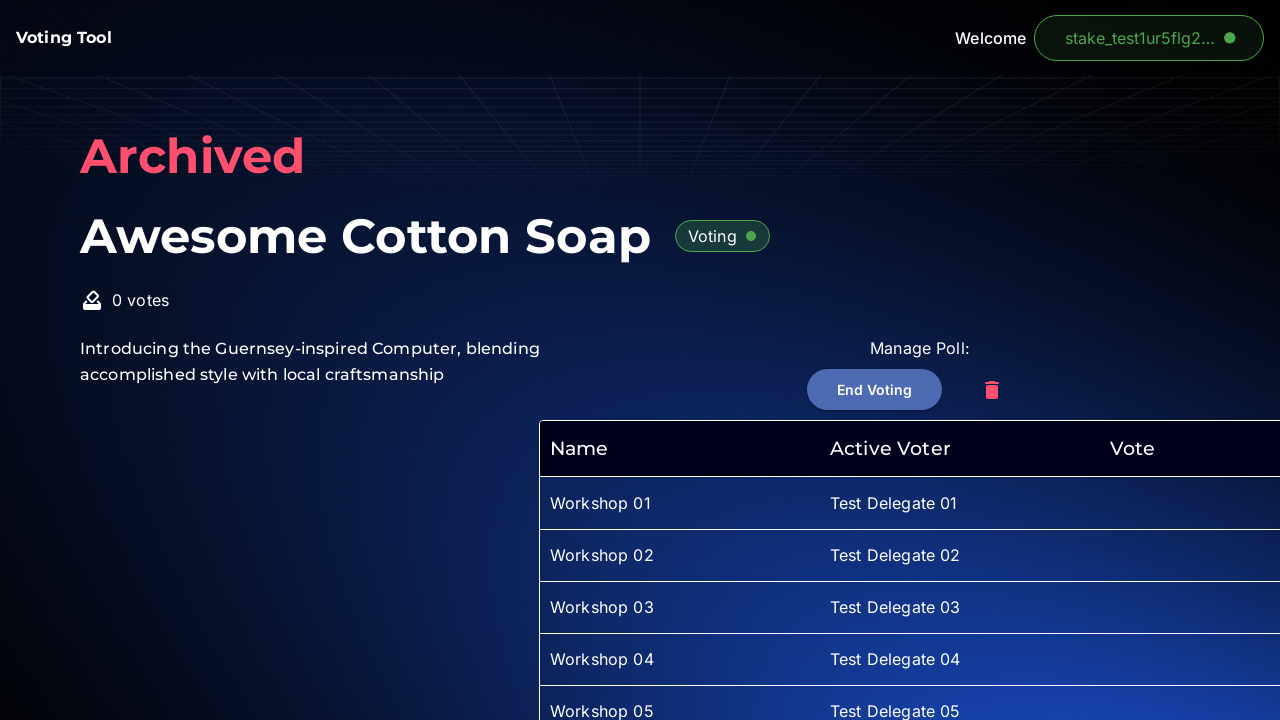 Voting Tool
Welcome
stake_test1ur5flg2...
Archived
Awesome Cotton Soap
Voting
0 votes
Introducing the Guernsey-inspired Computer, blending
accomplished style with local craftsmanship
Manage Poll:
End Voting
Name Active Voter Vote
Workshop 01 Test Delegate 01
Workshop 02 Test Delegate 02
Workshop 03 Test Delegate 03
Workshop 04 Test Delegate 04
Workshop 05 Test Delegate 05